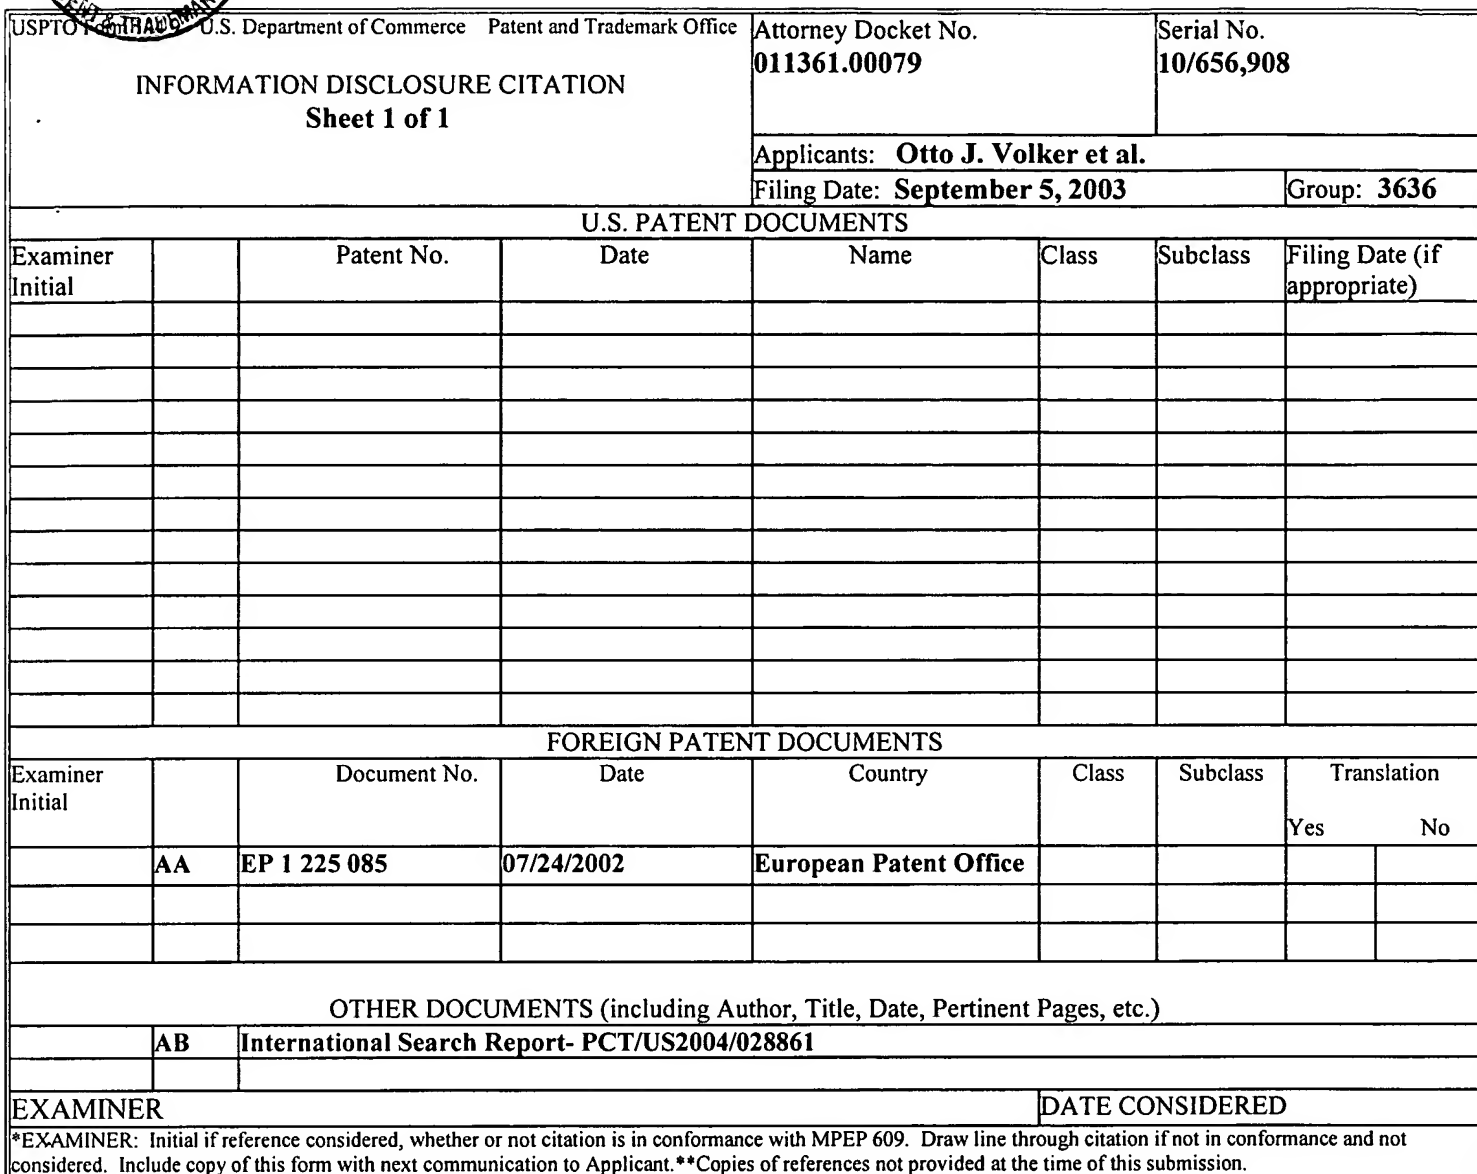 USPTO Form U.S. Department of Commerce Patent and Trademark Office
INFORMATION DISCLOSURE CITATION
Sheet 1 of 1
Attorney Docket No.
011361.00079
Serial No.
10/656,908
Applicants: Otto J. Volker et al.
Filing Date: September 5, 2003 Group: 3636
U.S. PATENT DOCUMENTS
Examiner Initial Patent No. Date Name Class Subclass Filing Date (if appropriate)
FOREIGN PATENT DOCUMENTS
Examiner Initial Document No. Date Country Class Subclass Translation
Yes No
AA EP 1 225 085 07/24/2002 European Patent Office
OTHER DOCUMENTS (including Author, Title, Date, Pertinent Pages, etc.)
AB International Search Report- PCT/US2004/028861
EXAMINER DATE CONSIDERED
*EXAMINER: Initial if reference considered, whether or not citation is in conformance with MPEP 609. Draw line through citation if not in conformance and not
considered. Include copy of this form with next communication to Applicant.**Copies of references not provided at the time of this submission.